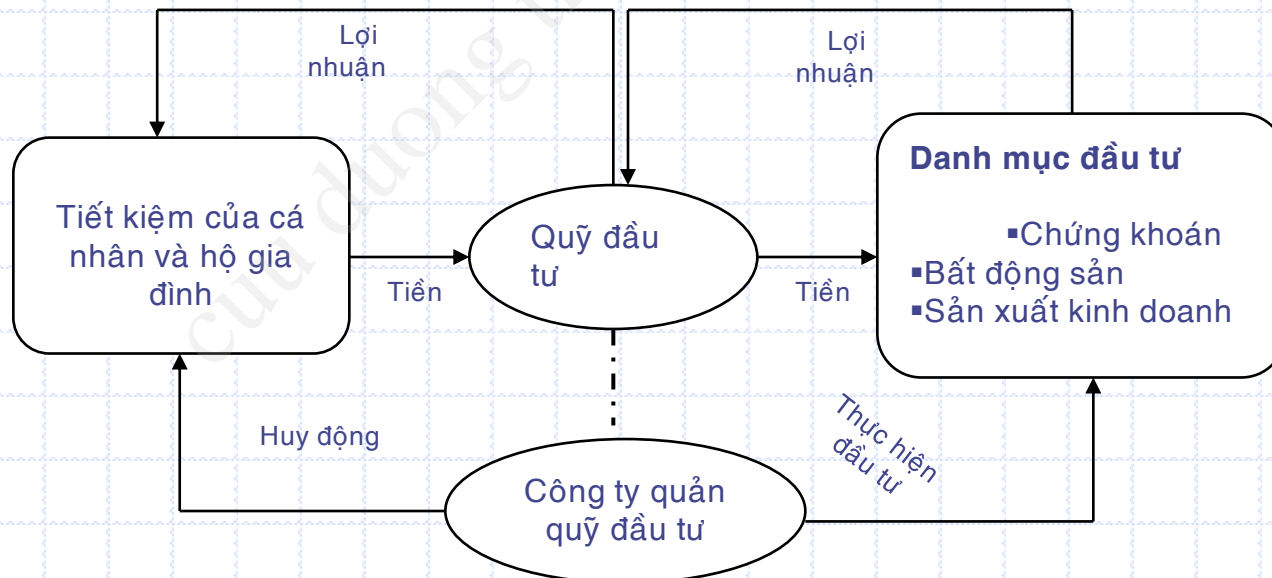 Lợi
nhuận
Lợi
nhuận
Danh mục đầu tư
Tiết kiệm của cá
nhân và hộ gia
đình
Quỹ đầu
tư
▪Chứng khoán
▪Bất động sản
▪Sản xuất kinh doanh
Tiền
Tiền
Huy động
Thực hiện
đầu tư
Công ty quản
quỹ đầu tư
cuu duong